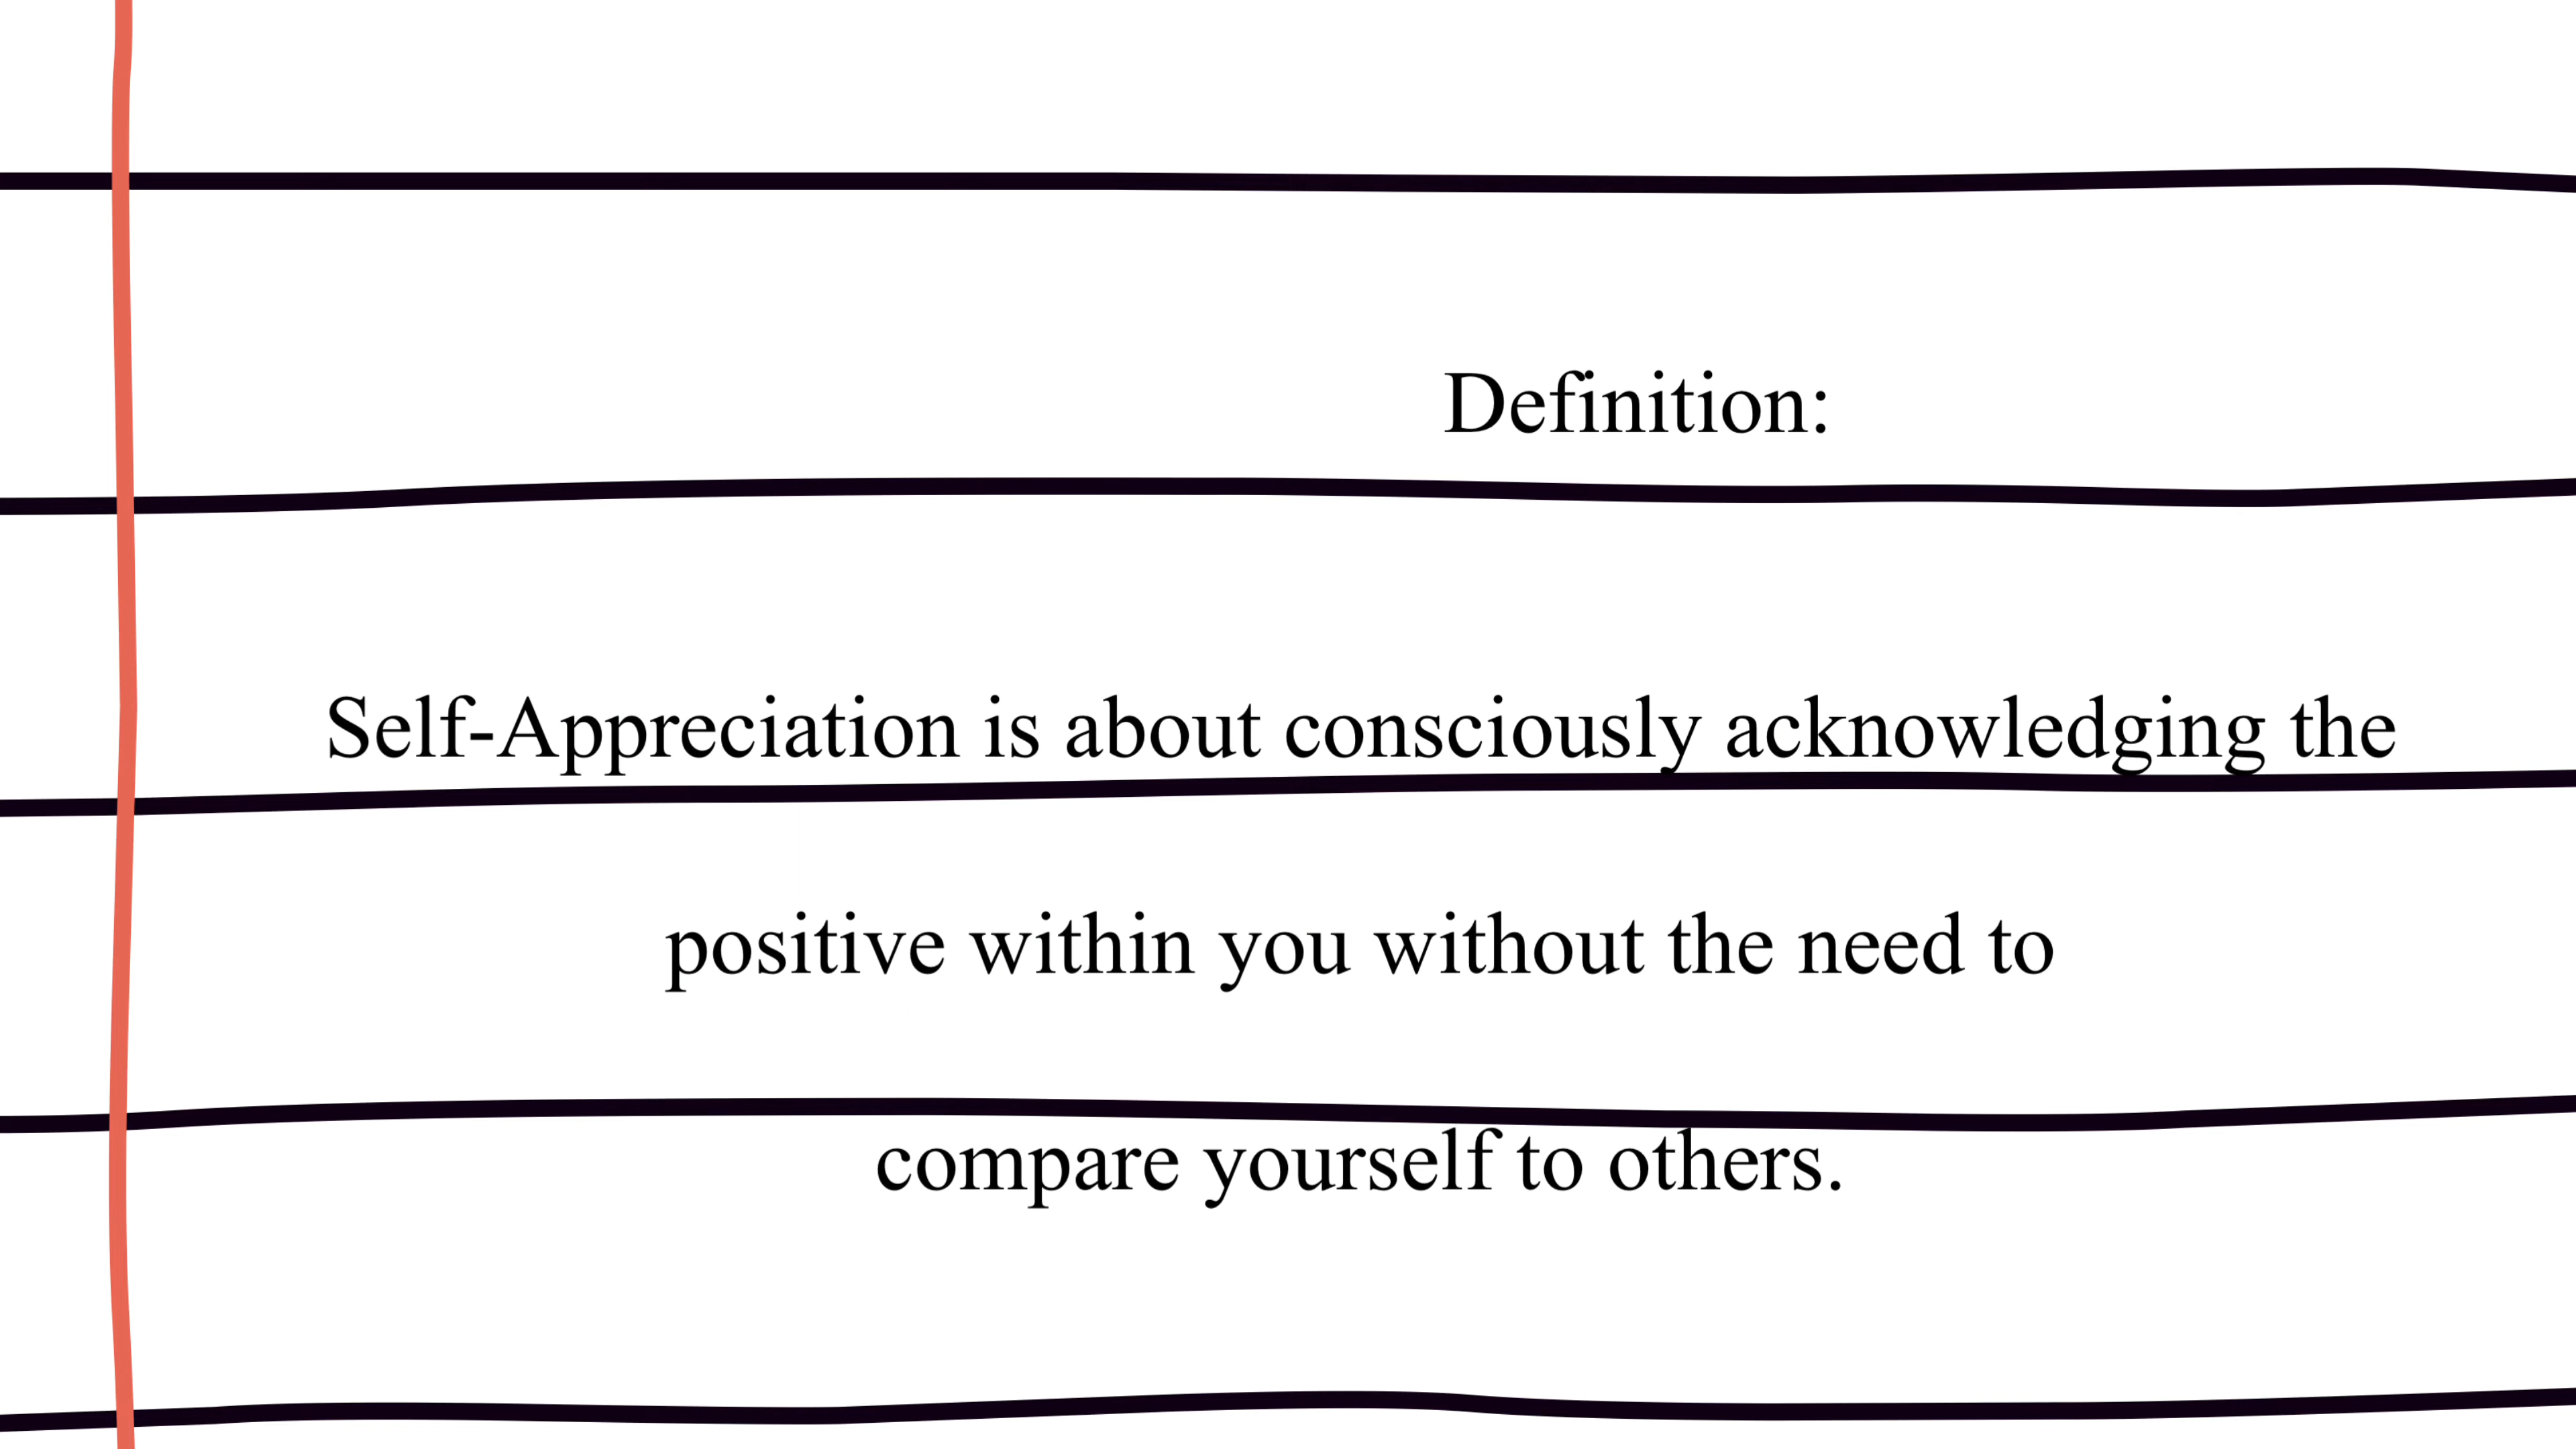 Definition:
Self-Appreciation is about consciously acknowledging the
positive within you without the need to
compare yourself to others.